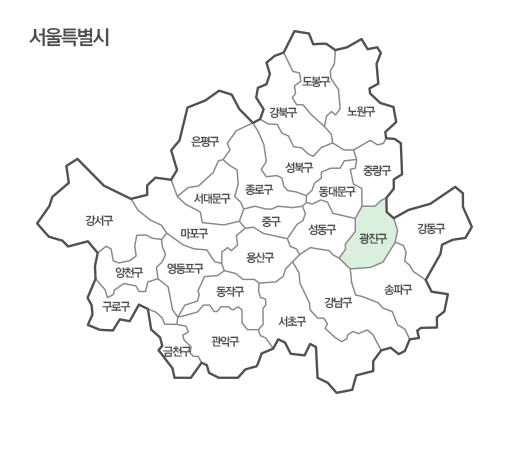 서울특별시
도봉구
강북구
노원구
은평구
성북구
중랑구
서대문구
종로구
동대문구
강서구
마포구
중구
성동구
광진구
강동구
양천구
영등포구
용산구
구로구
동작구
강남구
송파구
서초구
금천구
관악구